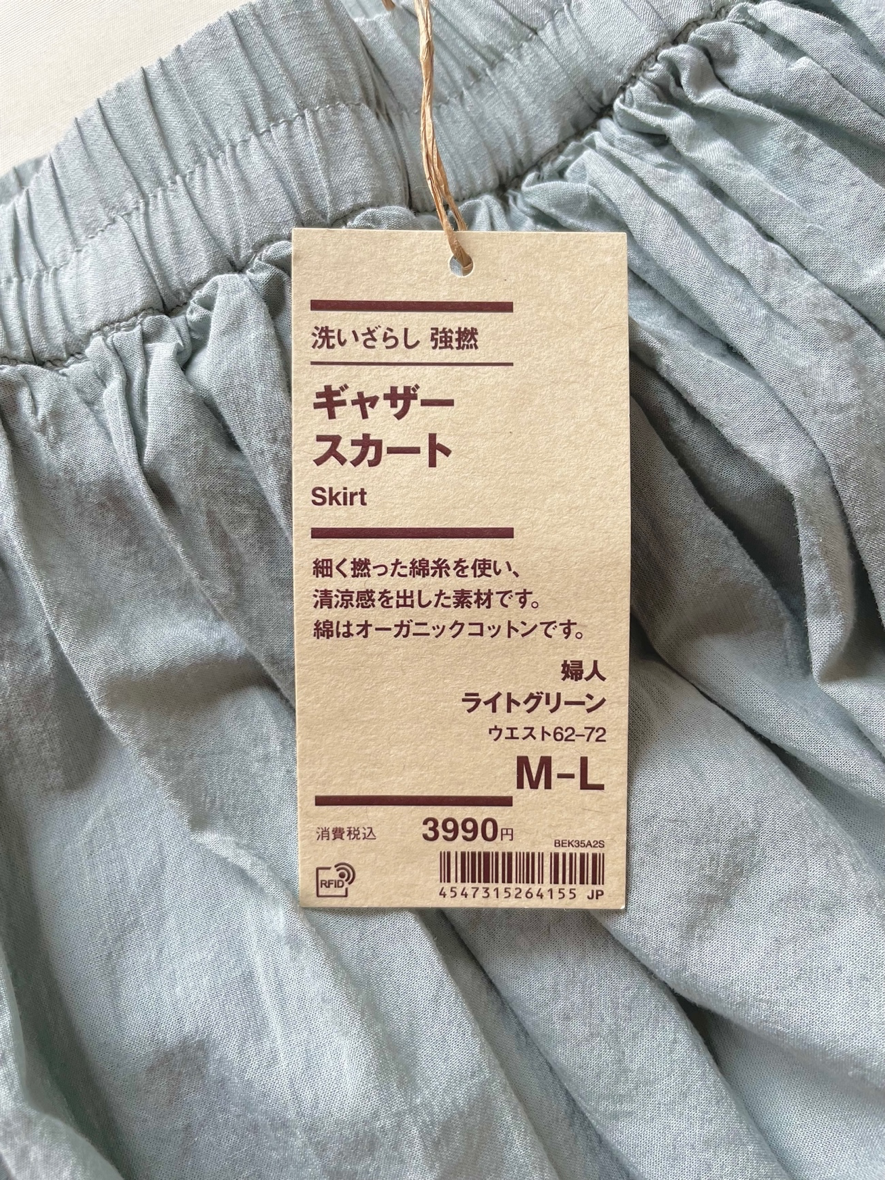 洗いざらし 強撚
ギャザー
スカート
Skirt
細く撚った綿糸を使い、
清涼感を出した素材です。
綿はオーガニックコットンです。
婦人
ライトグリーン
ウエスト62-72
M-L
消費税込 3990円
BEK35A2S
RFID
4547315264155 JP